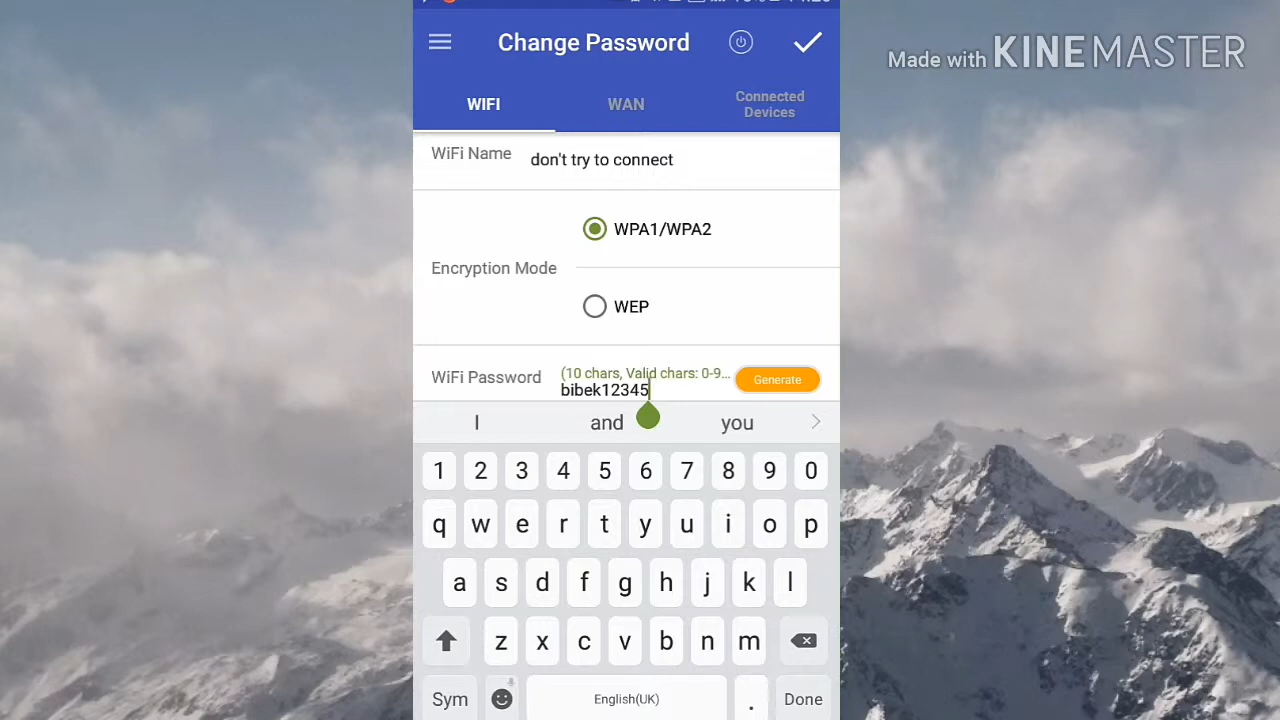 Change Password
Made with KINEMASTER
WIFI
WAN
Connected
Devices
WiFi Name
don't try to connect
WPA1/WPA2
Encryption Mode
WEP
WiFi Password
(10 chars, Valid chars: 0-9...
bibek12345
Generate
I and you
1 2 3 4 5 6 7 8 9 0
q w e r t y u i o p
a s d f g h j k l
z x c v b n m
Sym English(UK) . Done